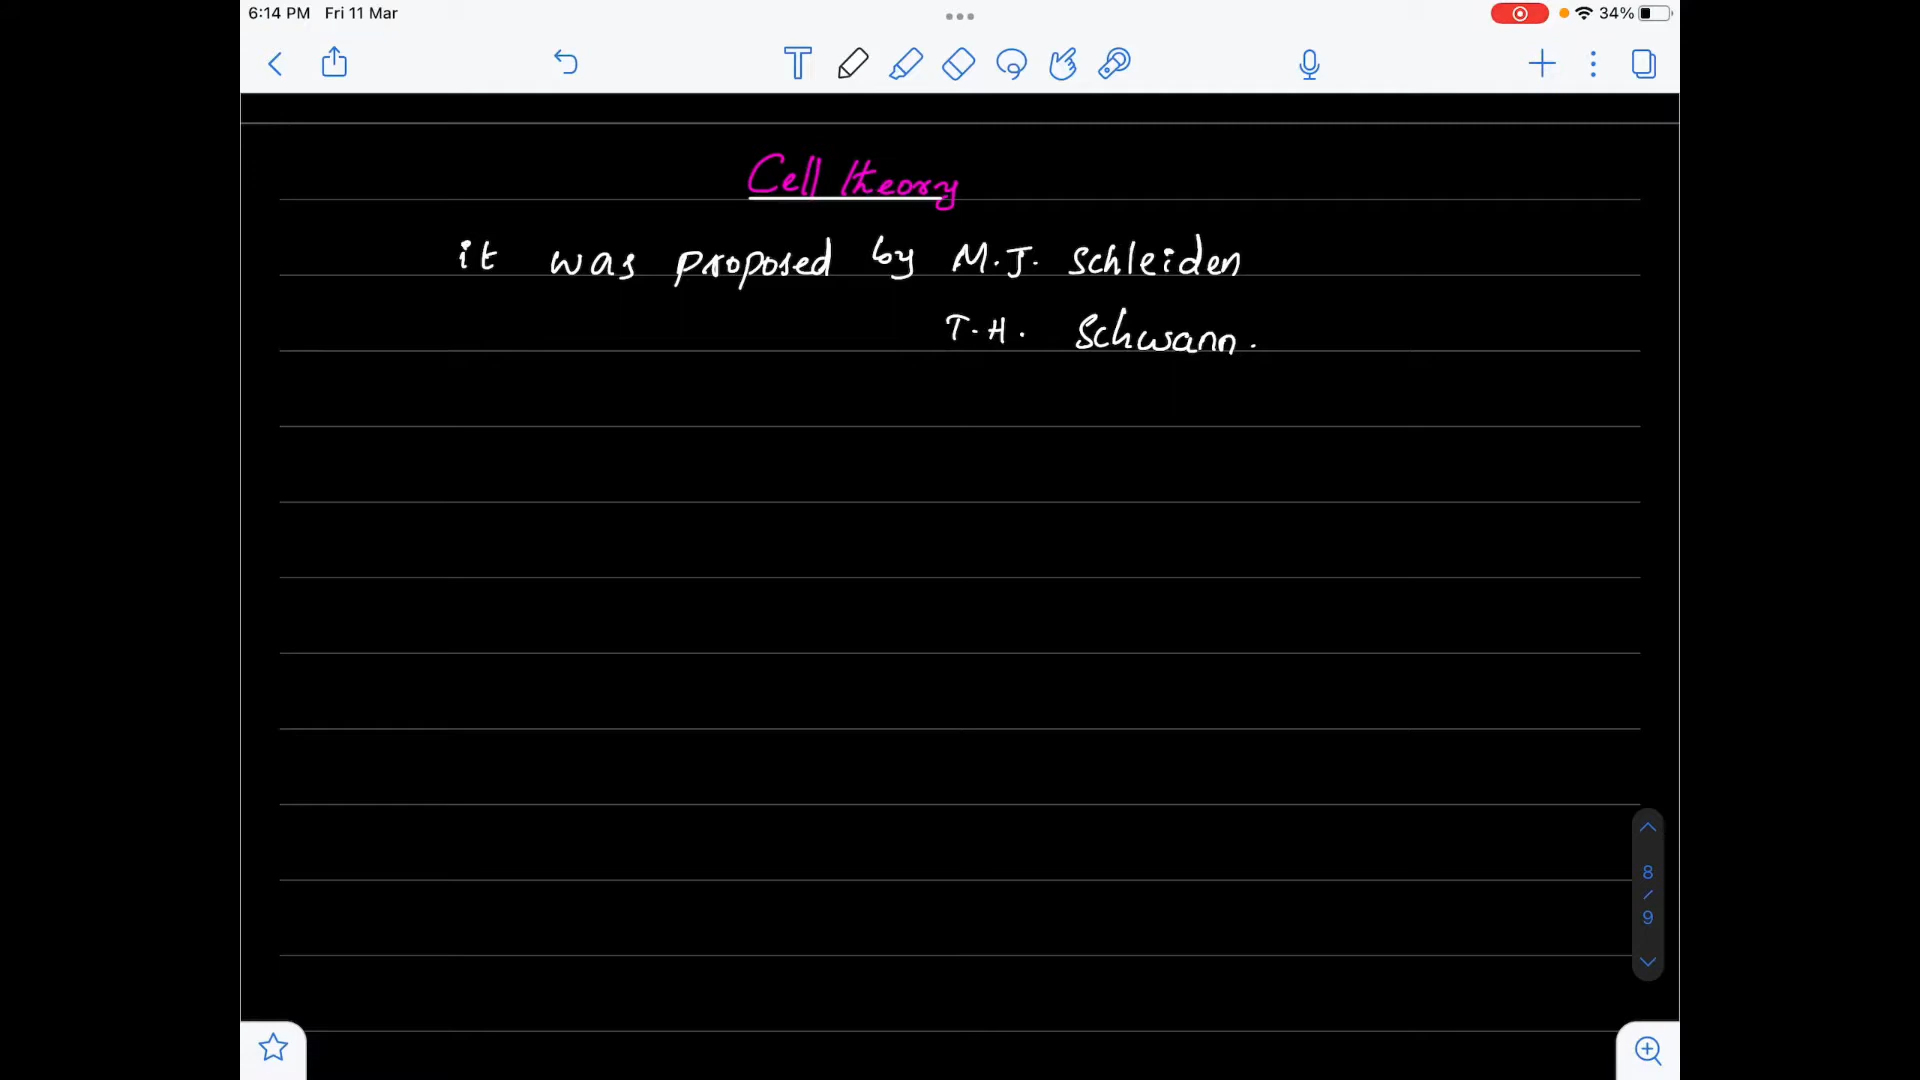 6:14 PM Fri 11 Mar
34%
Cell theory
it was proposed by M.J. Schleiden
T.H. Schwann.
8
/
9